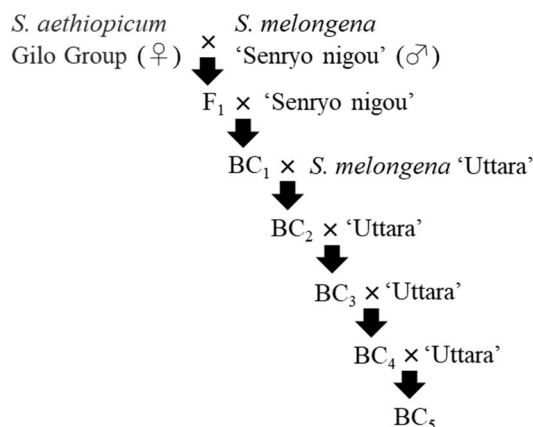 S. aethiopicum S. melongena
Gilo Group (♀) × ‘Senryo nigou’ (♂)
F₁ × ‘Senryo nigou’
BC₁ × S. melongena ‘Uttara’
BC₂ × ‘Uttara’
BC₃ × ‘Uttara’
BC₄ × ‘Uttara’
BC₅